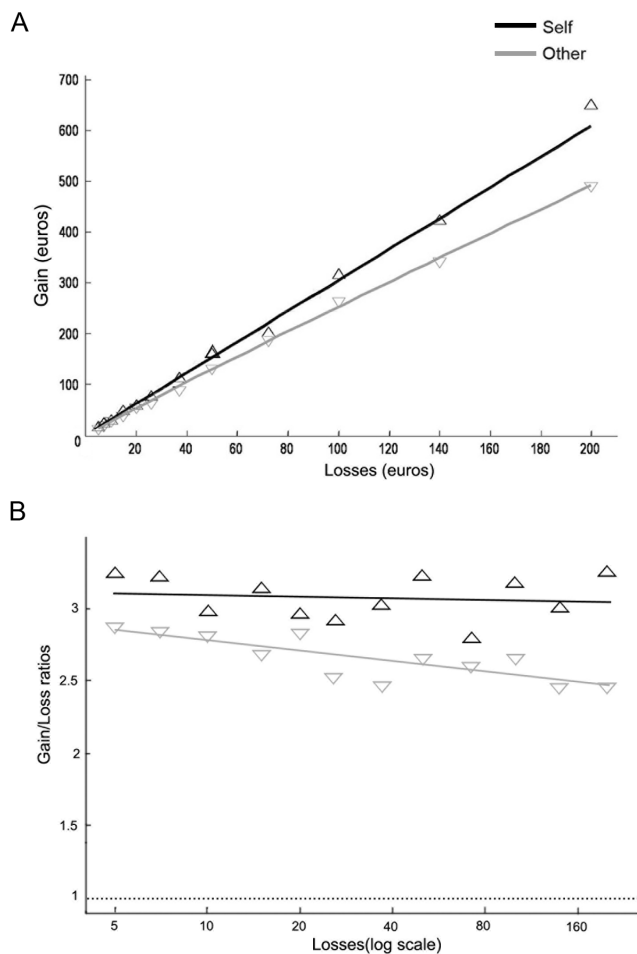 A
Self
Other
700
600
500
400
300
200
100
0
Gain (euros)
20 40 60 80 100 120 140 160 180 200
Losses (euros)
B
3
2.5
2
1.5
1
Gain/Loss ratios
5 10 20 40 80 160
Losses(log scale)